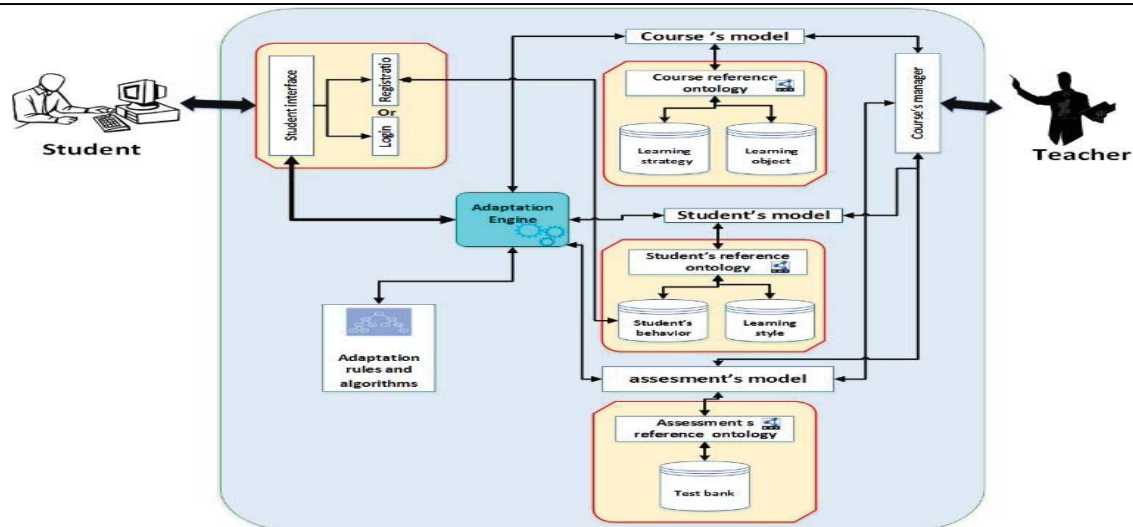 Student
Student interface
Registratio
Or
Login
Course 's model
Course reference
ontology
Learning
strategy
Learning
object
Course's manager
Teacher
Adaptation
Engine
Student's model
Student's reference
ontology
Student's
behavior
Learning
style
Adaptation
rules and
algorithms
assesment's model
Assessment s
reference ontology
Test bank